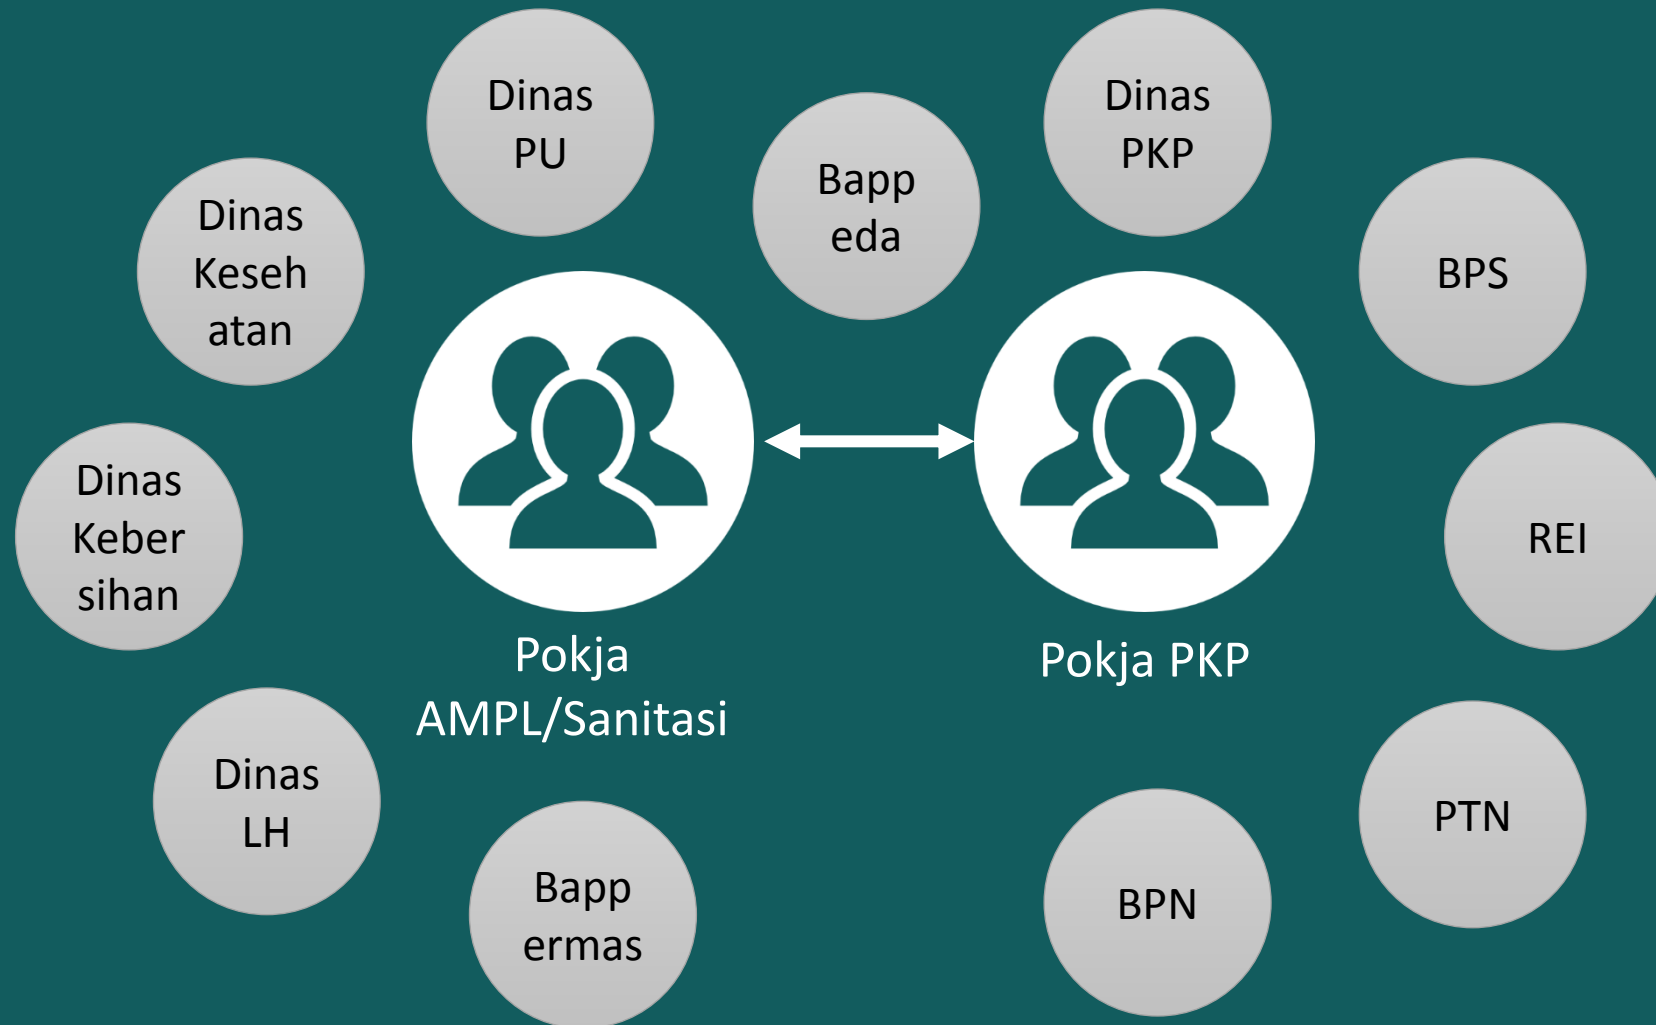 Dinas
PU
Dinas
PKP
Bapp
eda
Dinas
Keseh
atan
BPS
Dinas
Keber
sihan
REI
Pokja
AMPL/Sanitasi
Pokja PKP
Dinas
LH
PTN
Bapp
ermas
BPN